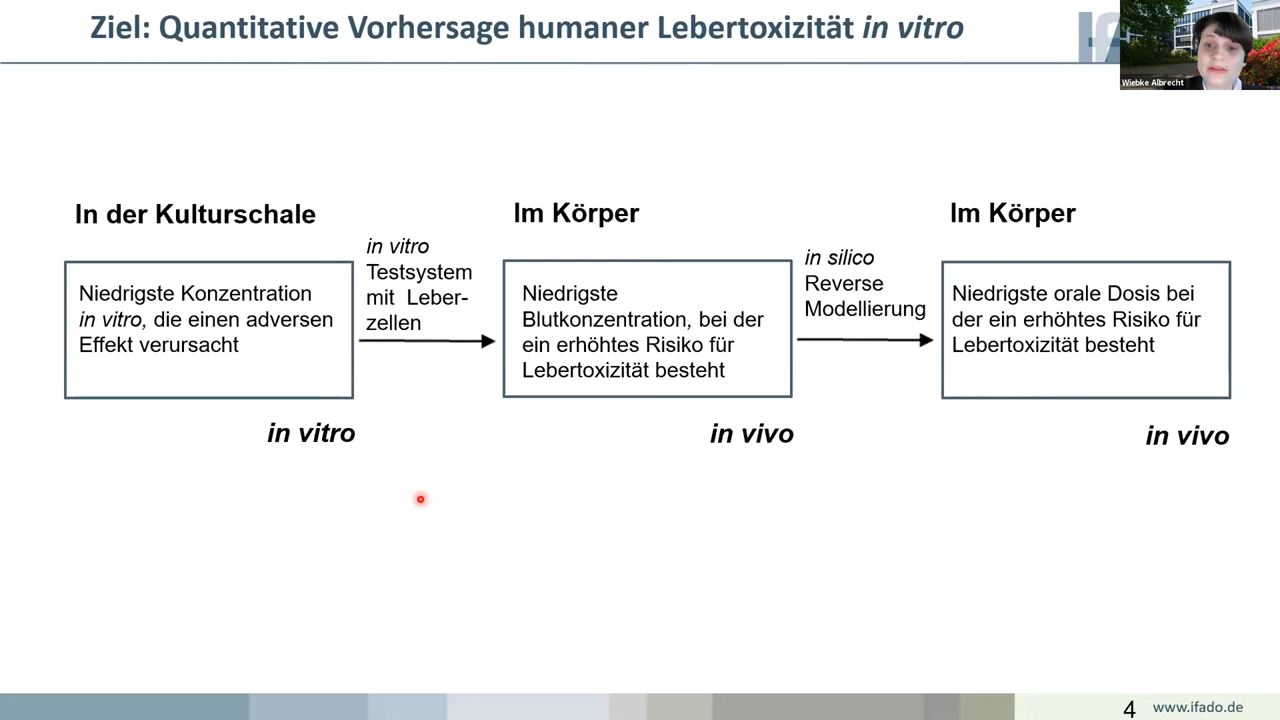 Ziel: Quantitative Vorhersage humaner Lebertoxizität in vitro
Wiebke Albrecht
In der Kulturschale
Niedrigste Konzentration
in vitro, die einen adversen
Effekt verursacht
in vitro
in vitro
Testsystem
mit Leber-
zellen
Im Körper
Niedrigste
Blutkonzentration, bei der
ein erhöhtes Risiko für
Lebertoxizität besteht
in vivo
in silico
Reverse
Modellierung
Im Körper
Niedrigste orale Dosis bei
der ein erhöhtes Risiko für
Lebertoxizität besteht
in vivo
4 www.ifado.de